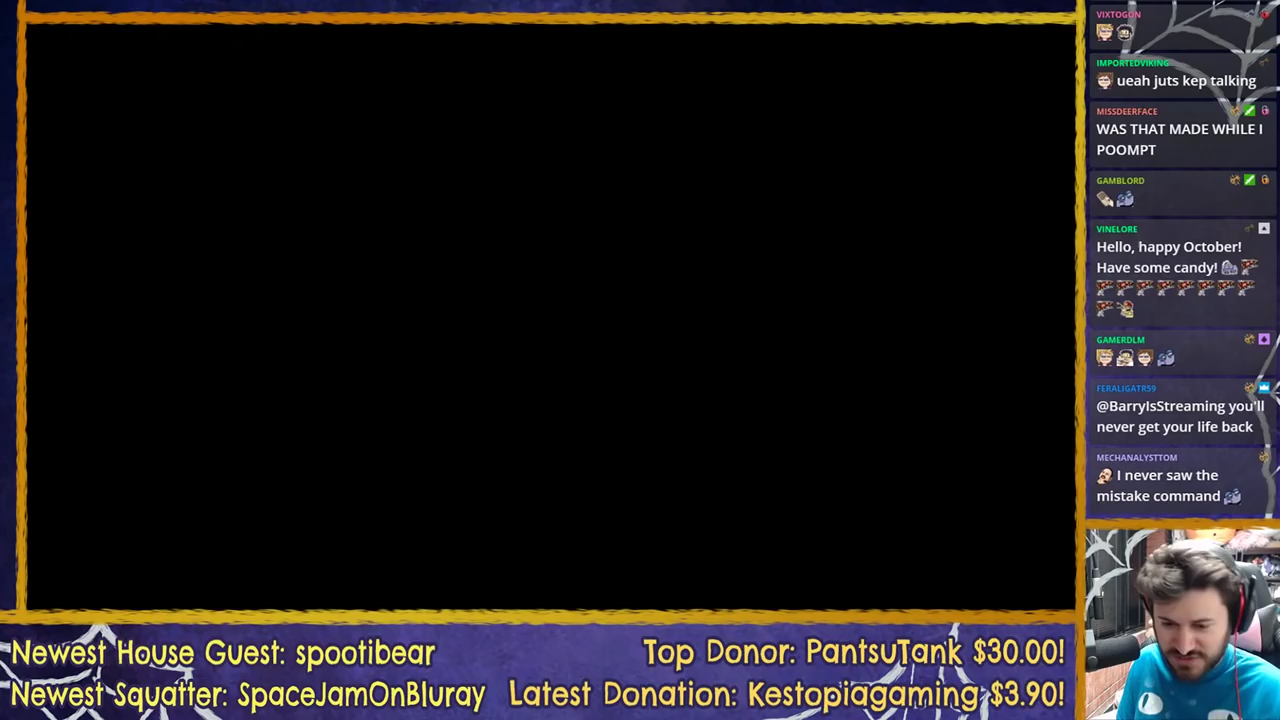 VIXTOGON
IMPORTEDVIKING
ueah juts kep talking
MISSDEERFACE
WAS THAT MADE WHILE I
POOMPT
GAMBLORD
VINELORE
Hello, happy October!
Have some candy!
GAMERDLM
FERALIGATR59
@BarryIsStreaming you'll
never get your life back
MECHANALYSTTOM
I never saw the
mistake command
Newest House Guest: spootibear
Top Donor: PantsuTank $30.00!
Newest Squatter: SpaceJamOnBluray
Latest Donation: Kestopiagaming $3.90!